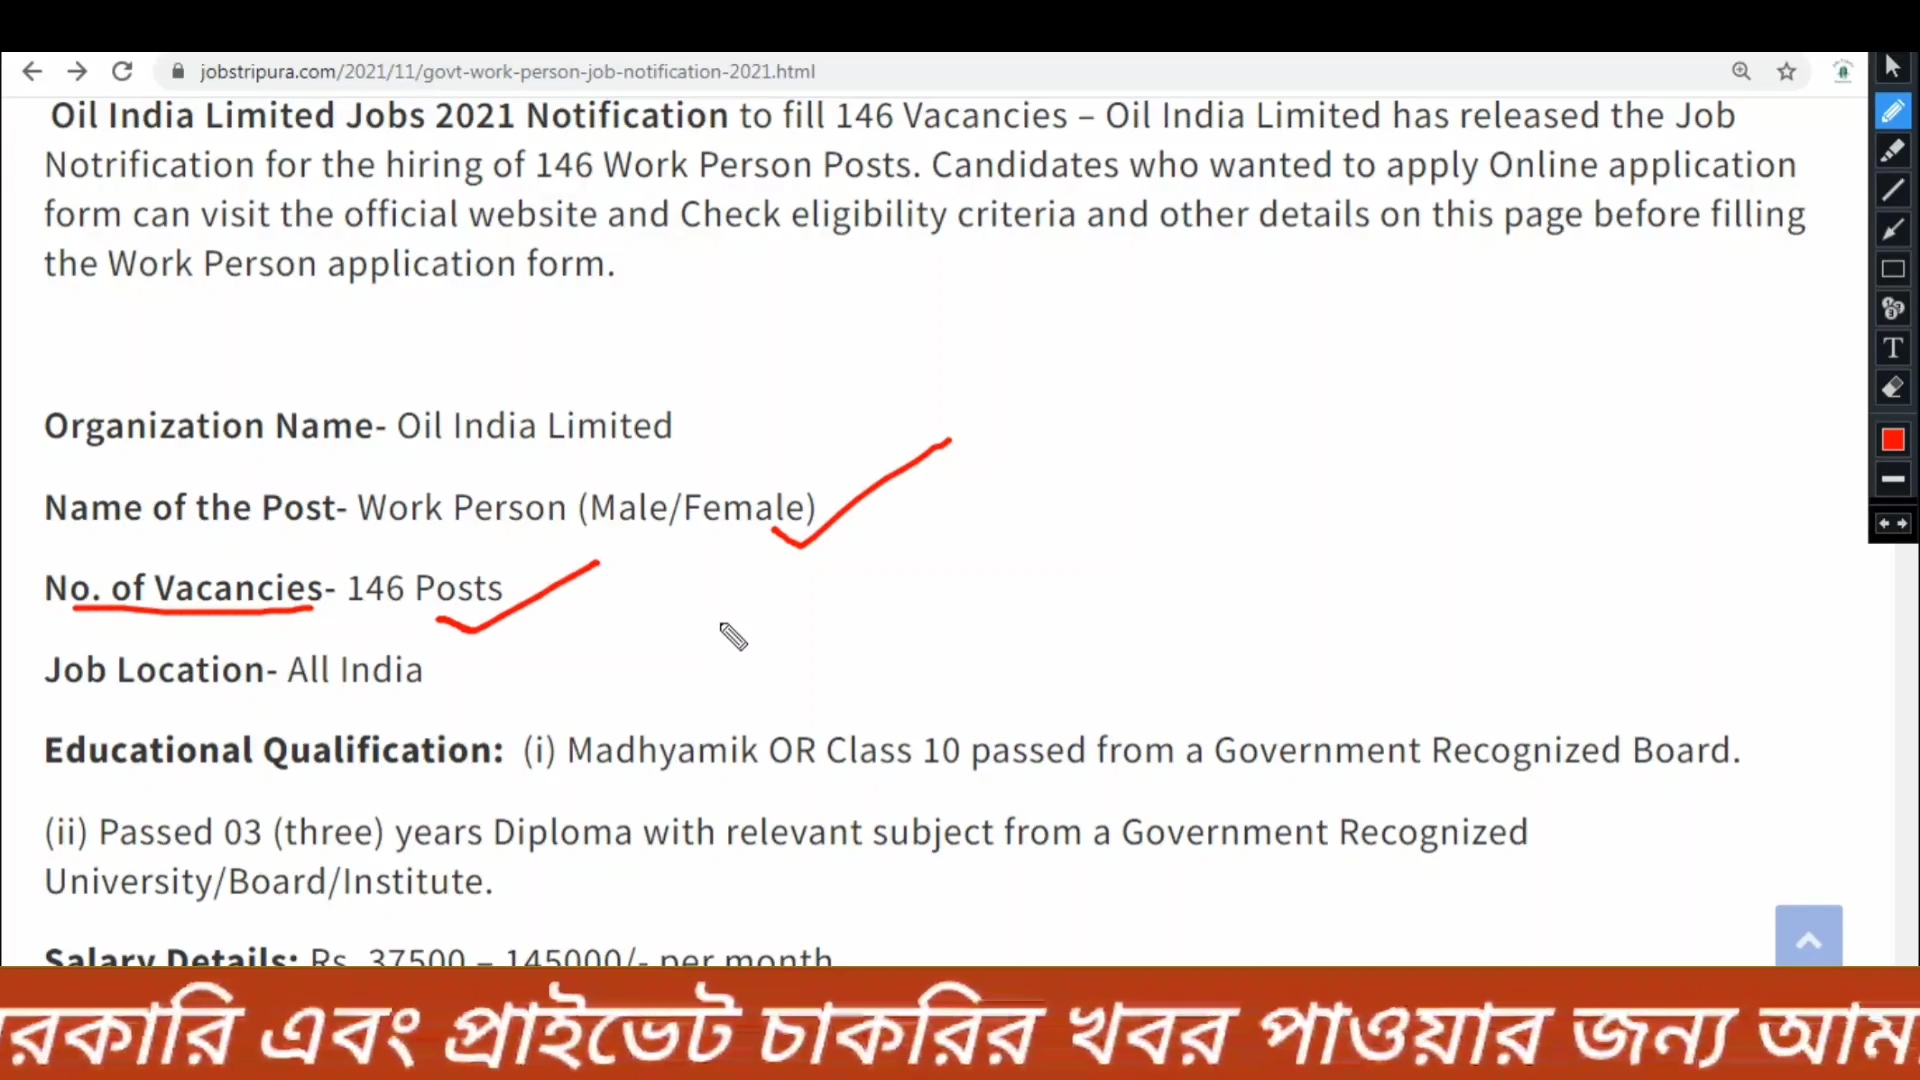 jobstripura.com/2021/11/govt-work-person-job-notification-2021.html
Oil India Limited Jobs 2021 Notification to fill 146 Vacancies – Oil India Limited has released the Job
Notrification for the hiring of 146 Work Person Posts. Candidates who wanted to apply Online application
form can visit the official website and Check eligibility criteria and other details on this page before filling
the Work Person application form.
Organization Name- Oil India Limited
Name of the Post- Work Person (Male/Female)
No. of Vacancies- 146 Posts
Job Location- All India
Educational Qualification: (i) Madhyamik OR Class 10 passed from a Government Recognized Board.
(ii) Passed 03 (three) years Diploma with relevant subject from a Government Recognized
University/Board/Institute.
Salary Details: Rs. 37500 – 145000/- per month
রকারি এবং প্রাইভেট চাকরির খবর পাওয়ার জন্য আম